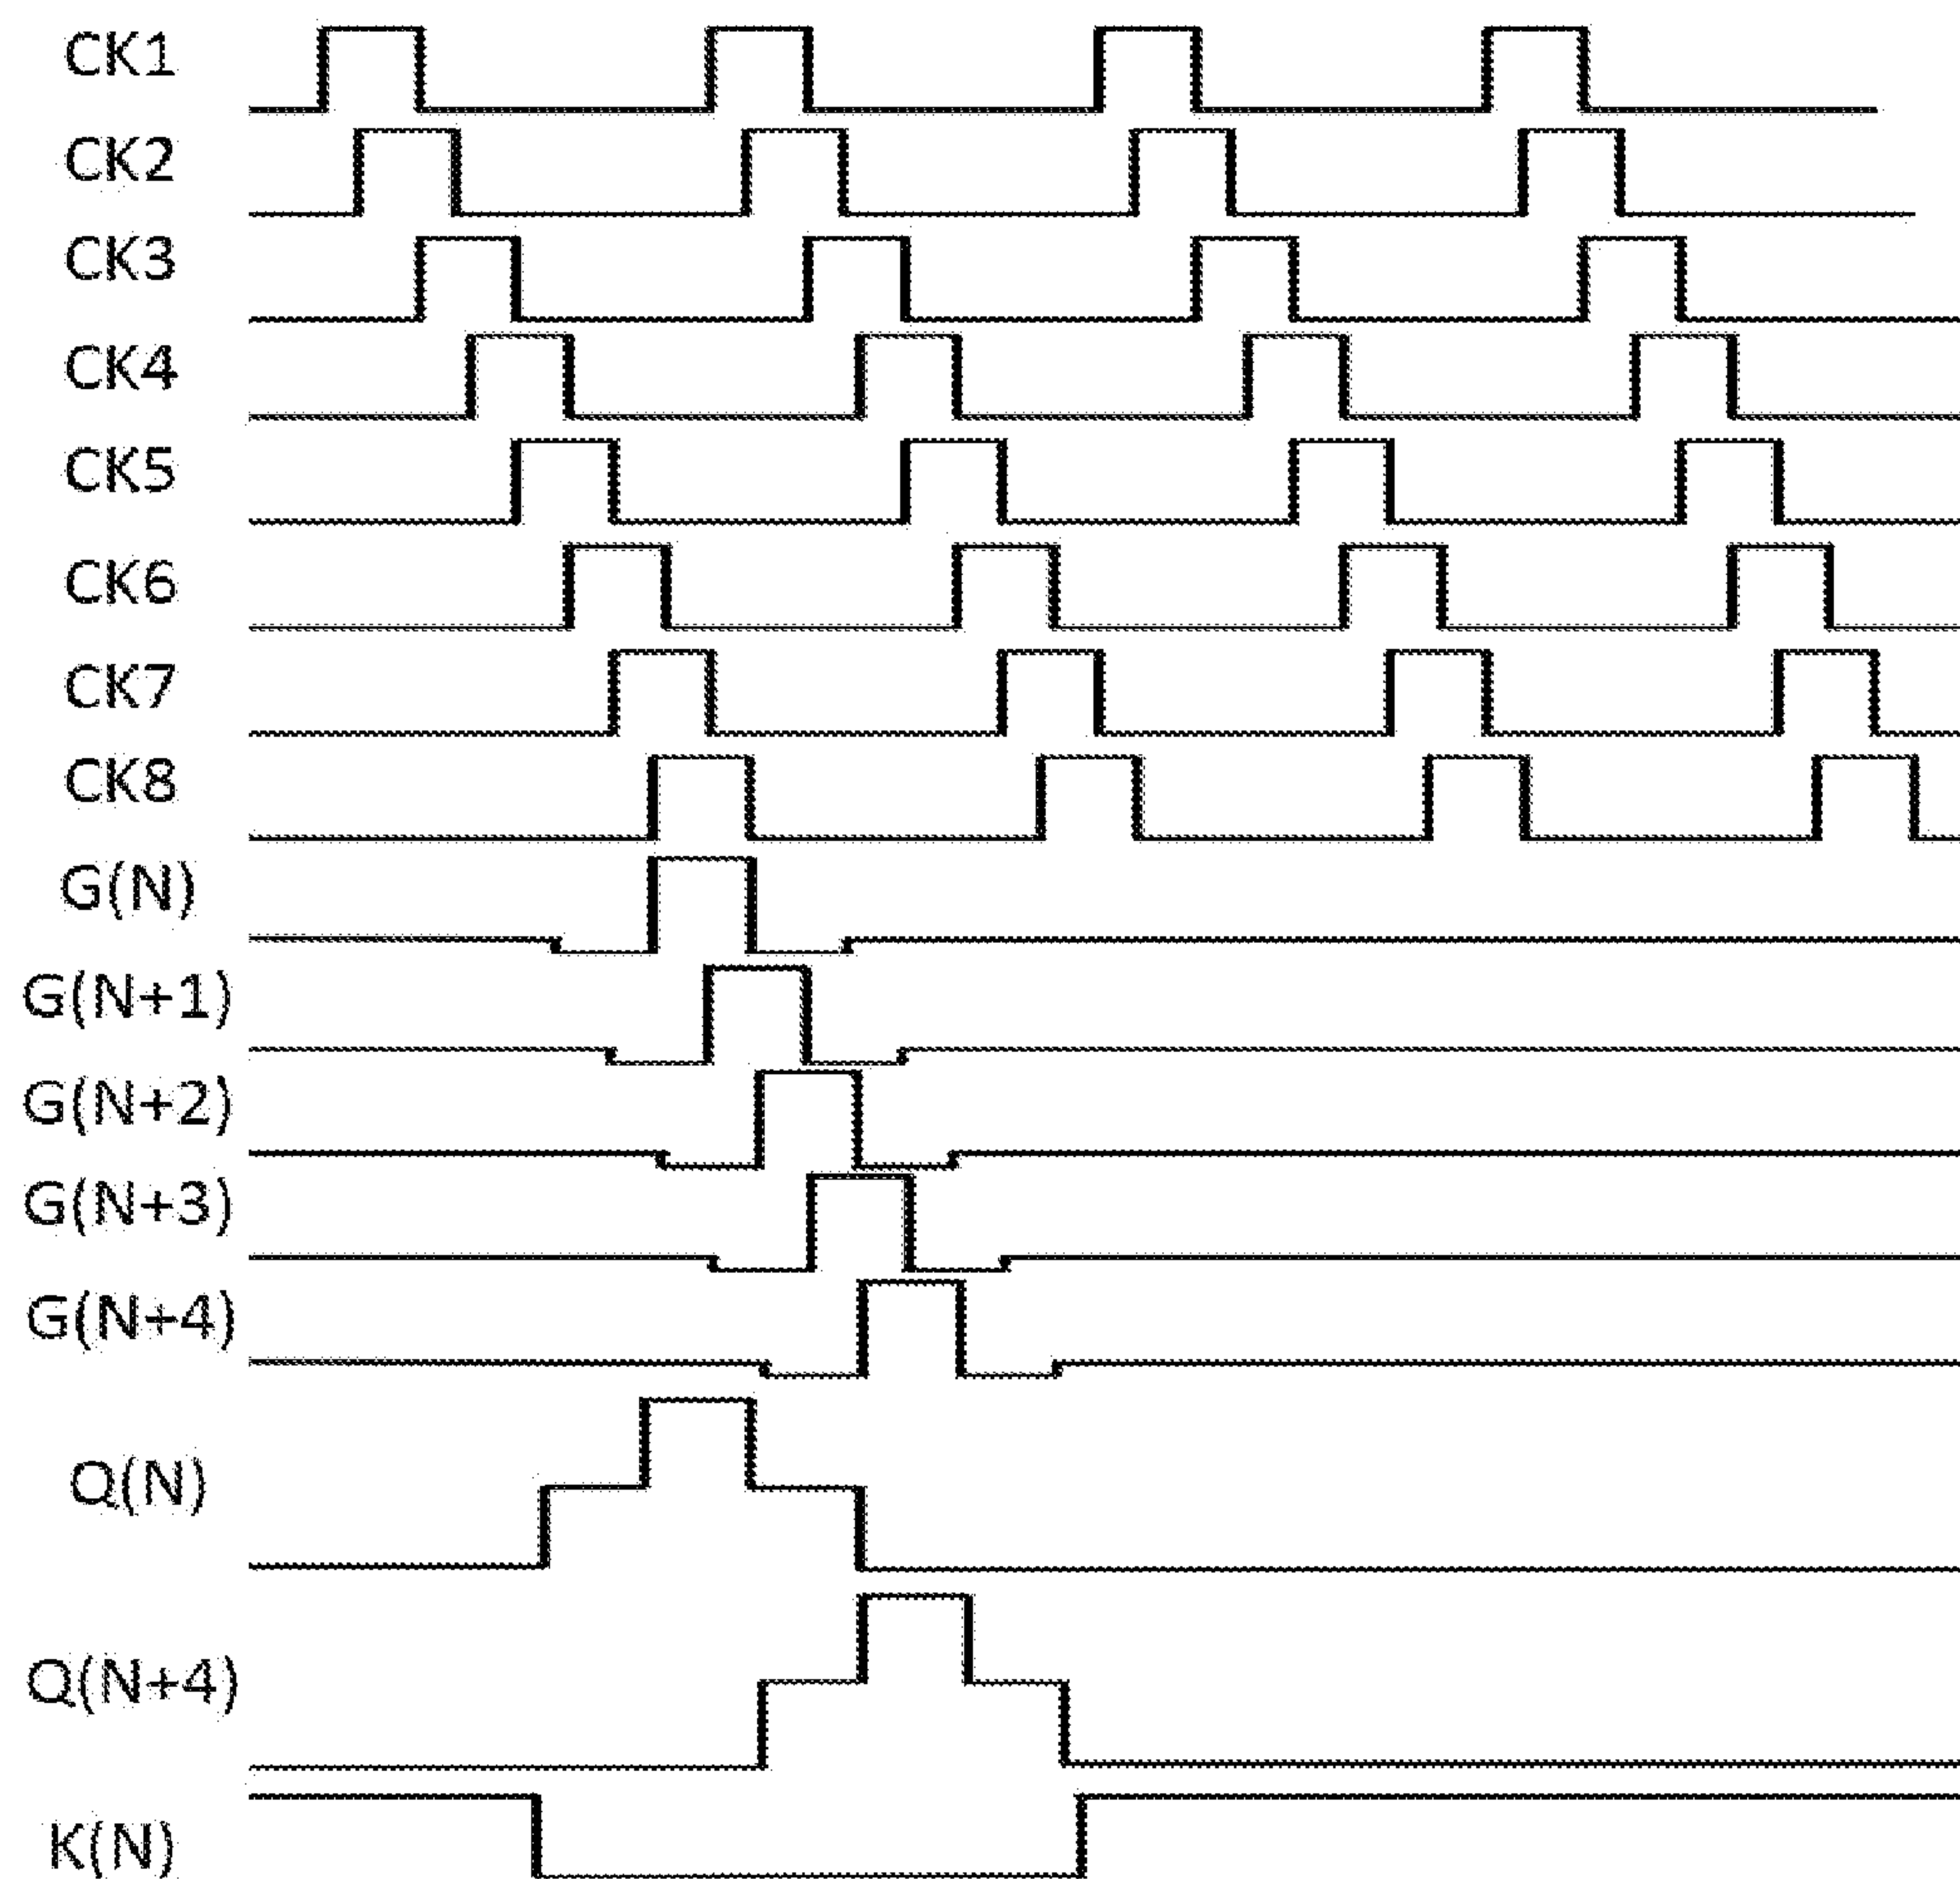 CK1
CK2
CK3
CK4
CK5
CK6
CK7
CK8
G(N)
G(N+1)
G(N+2)
G(N+3)
G(N+4)
Q(N)
Q(N+4)
K(N)